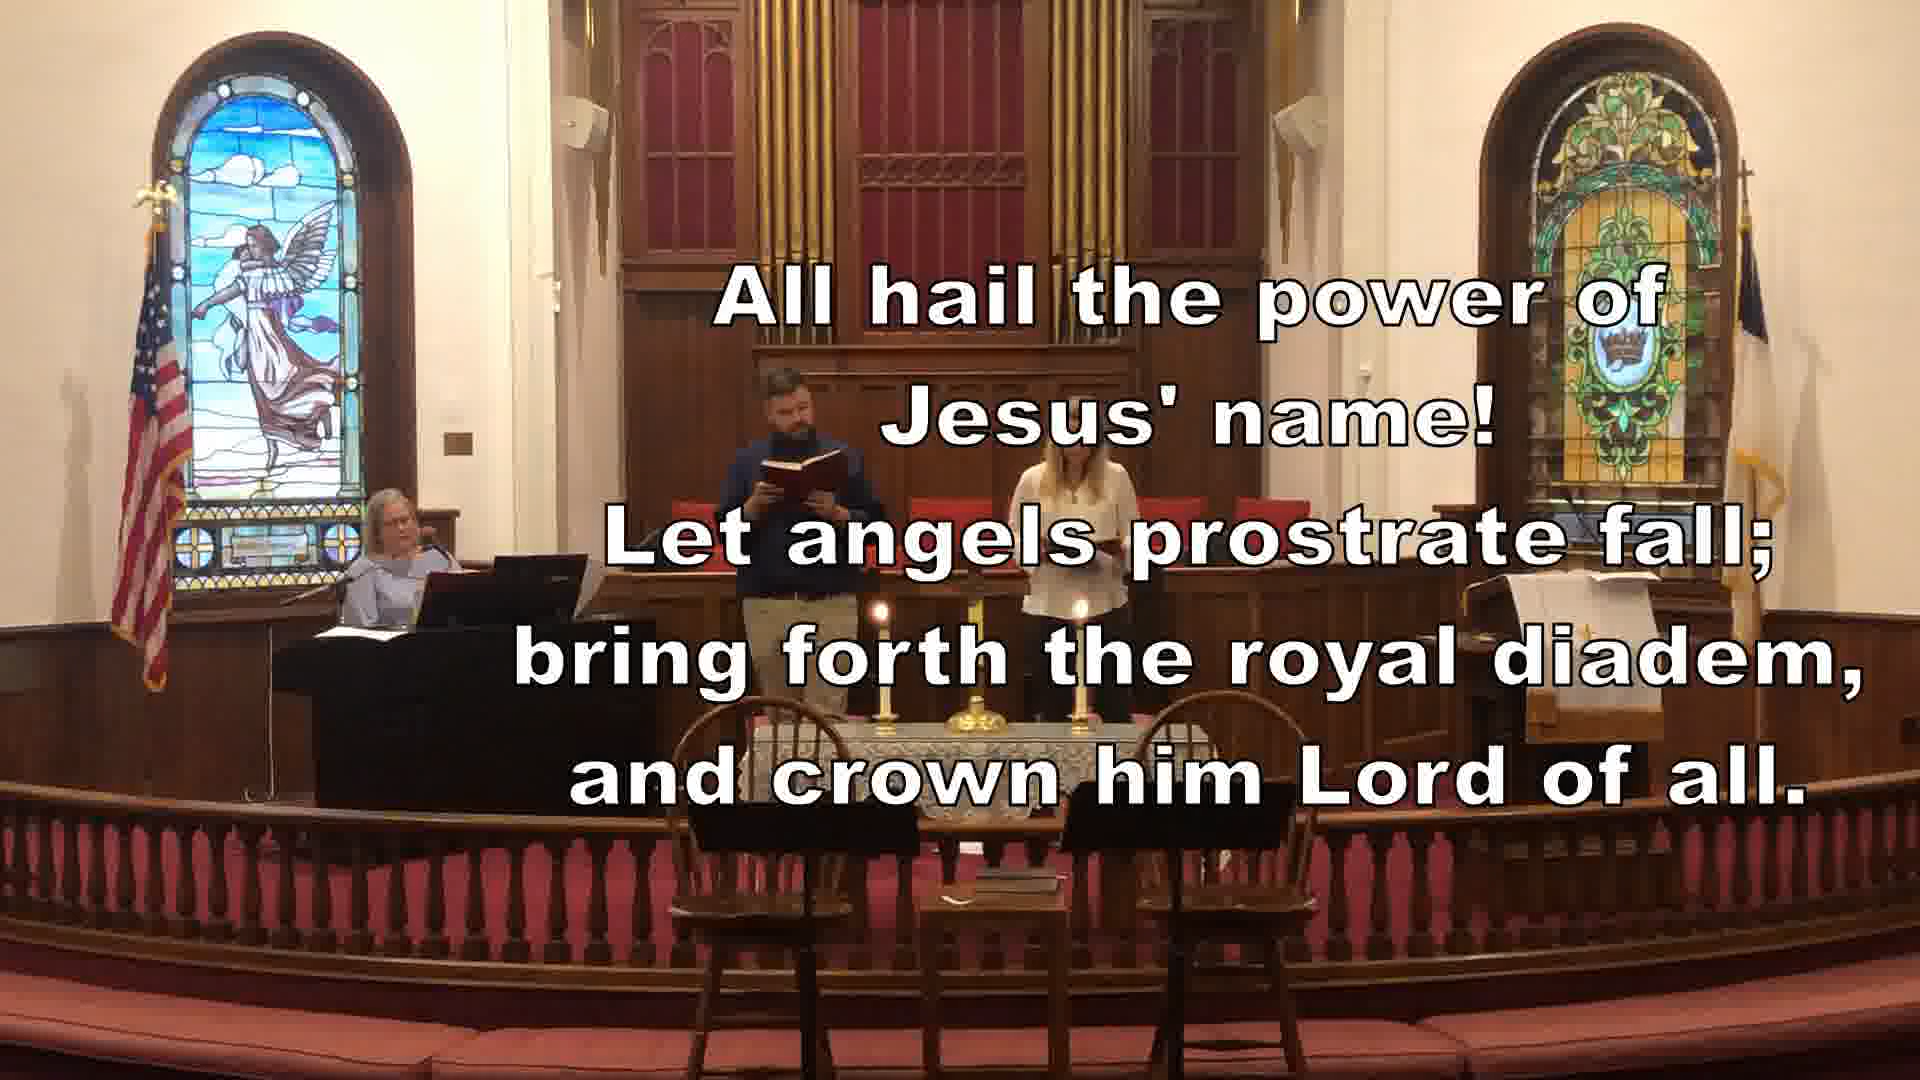 All hail the power of
Jesus' name!
Let angels prostrate fall;
bring forth the royal diadem,
and crown him Lord of all.